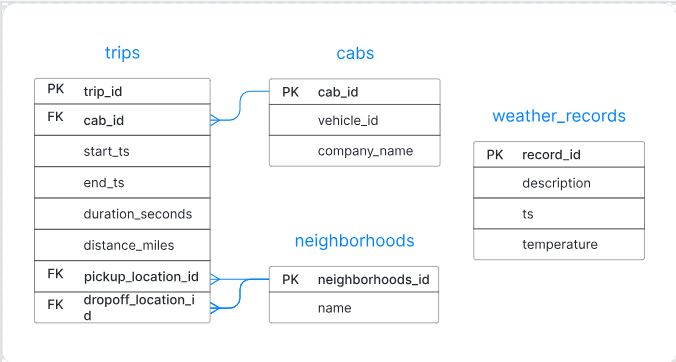 trips
PK trip_id
FK cab_id
start_ts
end_ts
duration_seconds
distance_miles
FK pickup_location_id
FK dropoff_location_i
d
cabs
PK cab_id
vehicle_id
company_name
neighborhoods
PK neighborhoods_id
name
weather_records
PK record_id
description
ts
temperature